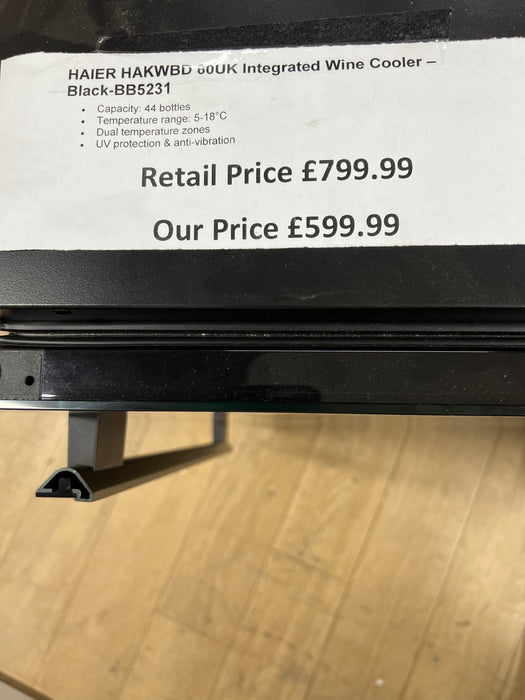 HAIER HAKWBD 60UK Integrated Wine Cooler –
Black-BB5231
• Capacity: 44 bottles
• Temperature range: 5-18°C
• Dual temperature zones
• UV protection & anti-vibration
Retail Price £799.99
Our Price £599.99